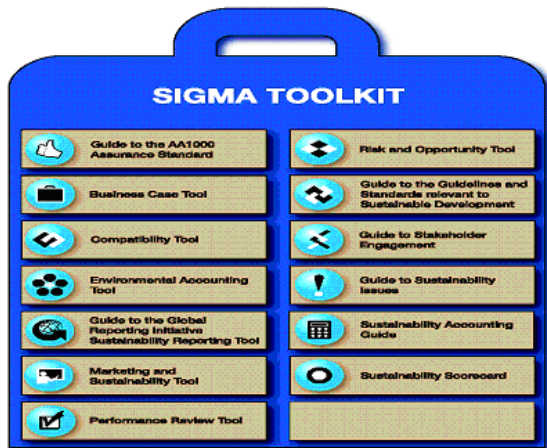 SIGMA TOOLKIT
Guide to the AA1000
Assurance Standard
Business Case Tool
Compatibility Tool
Environmental Accounting
Tool
Guide to the Global
Reporting Initiative
Sustainability Reporting Tool
Marketing and
Sustainability Tool
Performance Review Tool
Risk and Opportunity Tool
Guide to the Guidelines and
Standards relevant to
Sustainable Development
Guide to Stakeholder
Engagement
Guide to Sustainability
Issues
Sustainability Accounting
Guide
Sustainability Scorecard